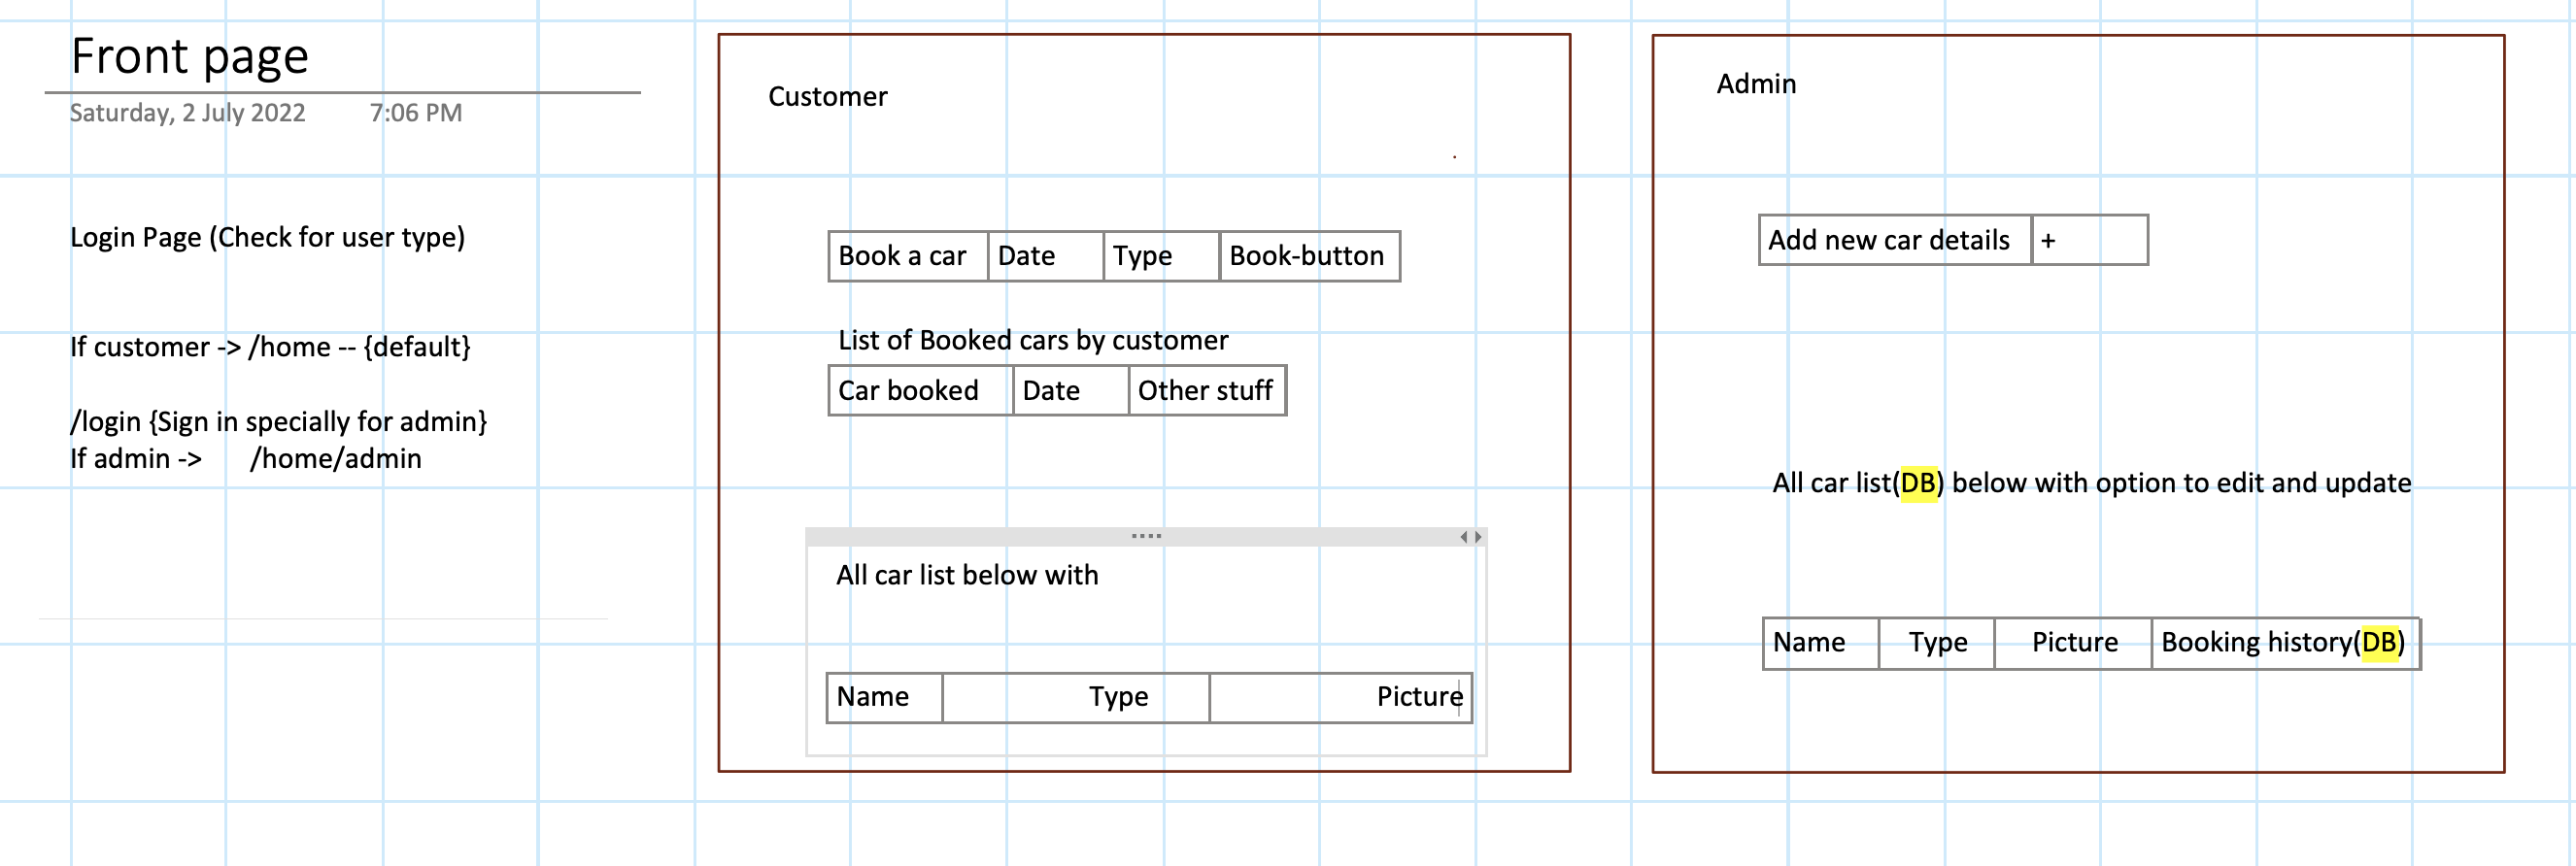 Front page
Saturday, 2 July 2022 7:06 PM
Login Page (Check for user type)
If customer -> /home -- {default}
/login {Sign in specially for admin}
If admin -> /home/admin
Customer
Book a car Date Type Book-button
List of Booked cars by customer
Car booked Date Other stuff
All car list below with
Name Type Picture
Admin
Add new car details +
All car list(DB) below with option to edit and update
Name Type Picture Booking history(DB)